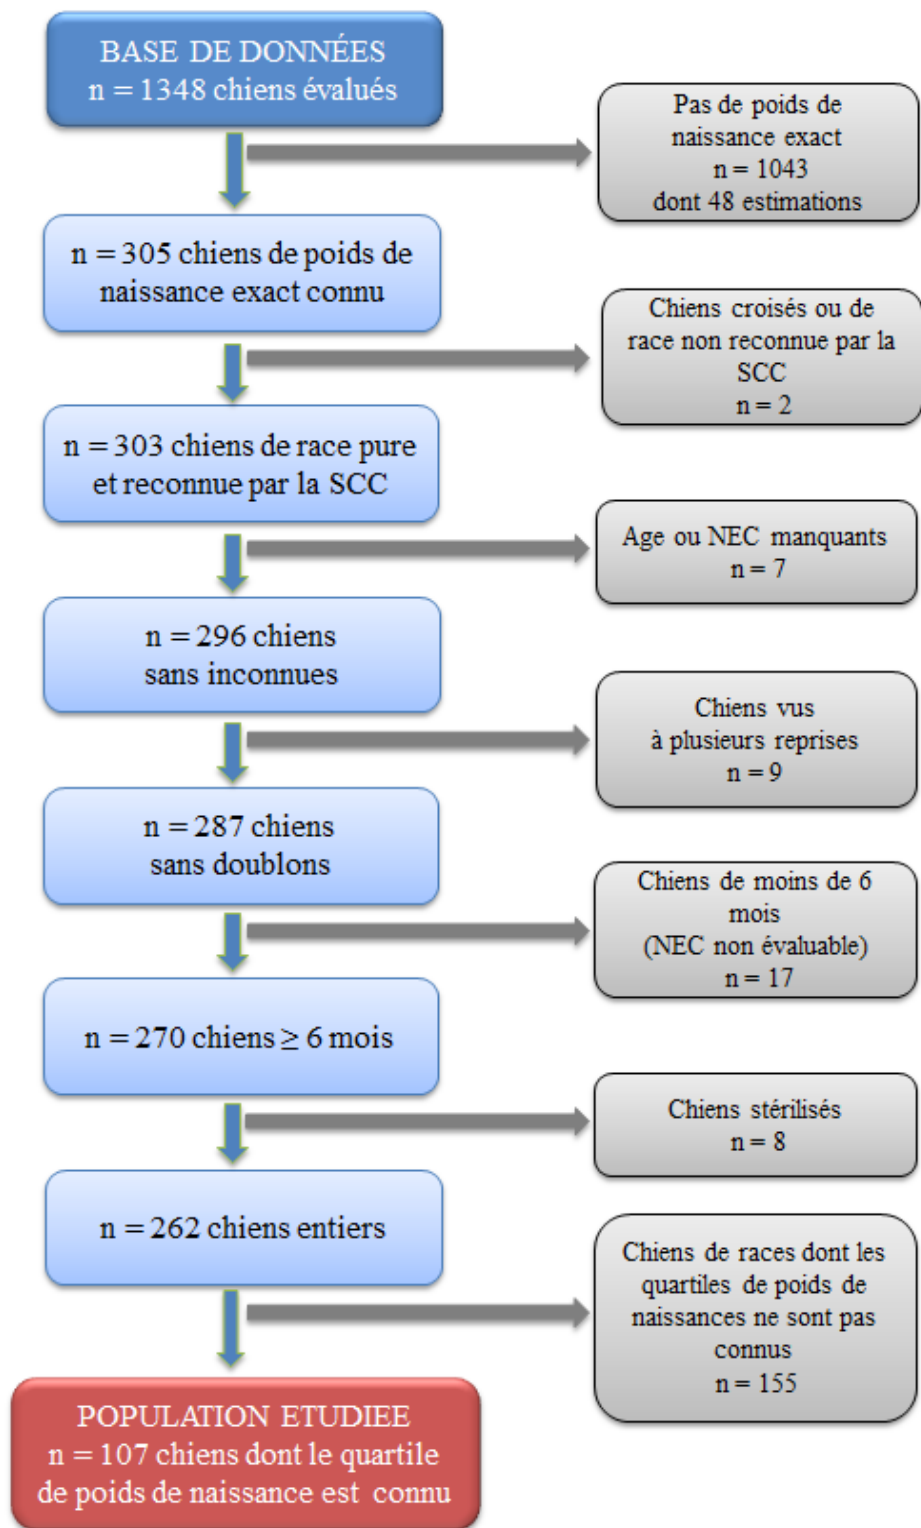 BASE DE DONNÉES
n = 1348 chiens évalués
Pas de poids de
naissance exact
n = 1043
dont 48 estimations
n = 305 chiens de poids de
naissance exact connu
Chiens croisés ou de
race non reconnue par la
SCC
n = 2
n = 303 chiens de race pure
et reconnue par la SCC
Age ou NEC manquants
n = 7
n = 296 chiens
sans inconnues
Chiens vus
à plusieurs reprises
n = 9
n = 287 chiens
sans doublons
Chiens de moins de 6
mois
(NEC non évaluable)
n = 17
n = 270 chiens ≥ 6 mois
Chiens stérilisés
n = 8
n = 262 chiens entiers
Chiens de races dont les
quartiles de poids de
naissances ne sont pas
connus
n = 155
POPULATION ETUDIEE
n = 107 chiens dont le quartile
de poids de naissance est connu